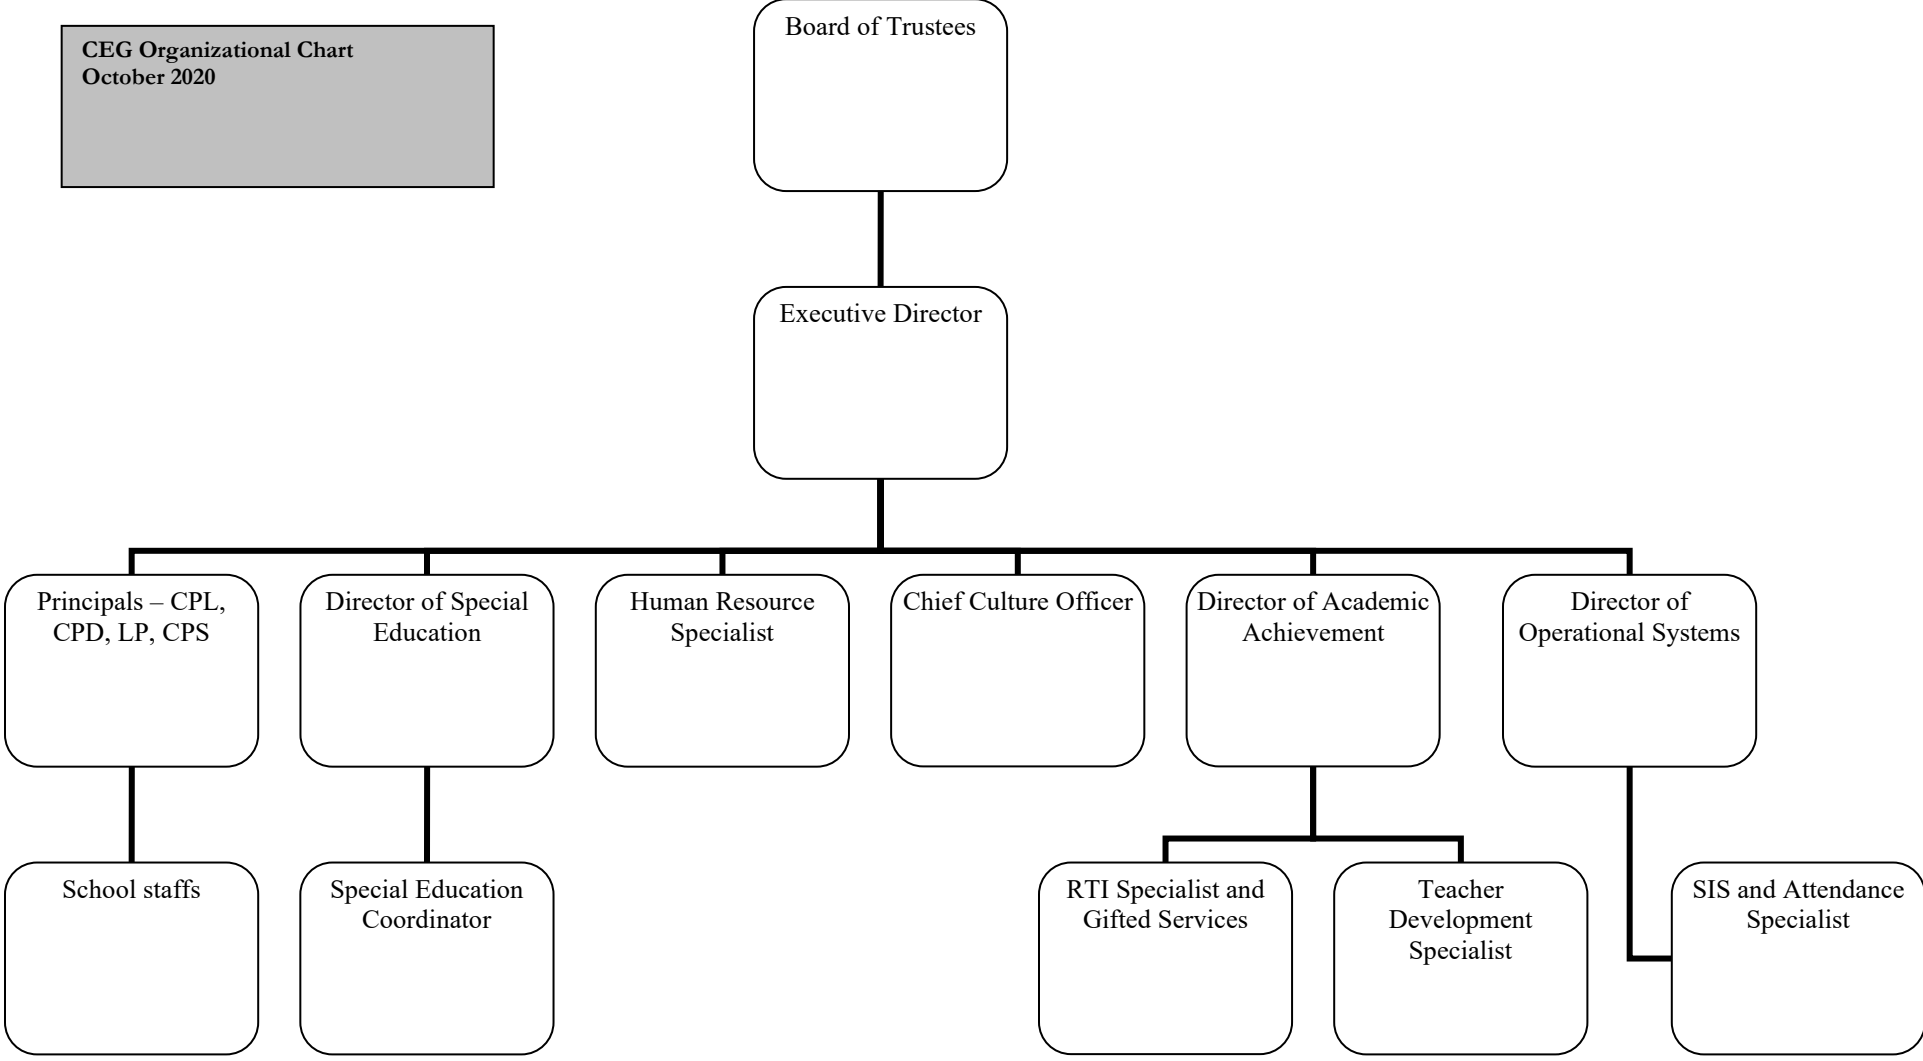 CEG Organizational Chart
October 2020
Board of Trustees
Executive Director
Principals – CPL,
CPD, LP, CPS
Director of Special
Education
Human Resource
Specialist
Chief Culture Officer
Director of Academic
Achievement
Director of
Operational Systems
School staffs
Special Education
Coordinator
RTI Specialist and
Gifted Services
Teacher
Development
Specialist
SIS and Attendance
Specialist